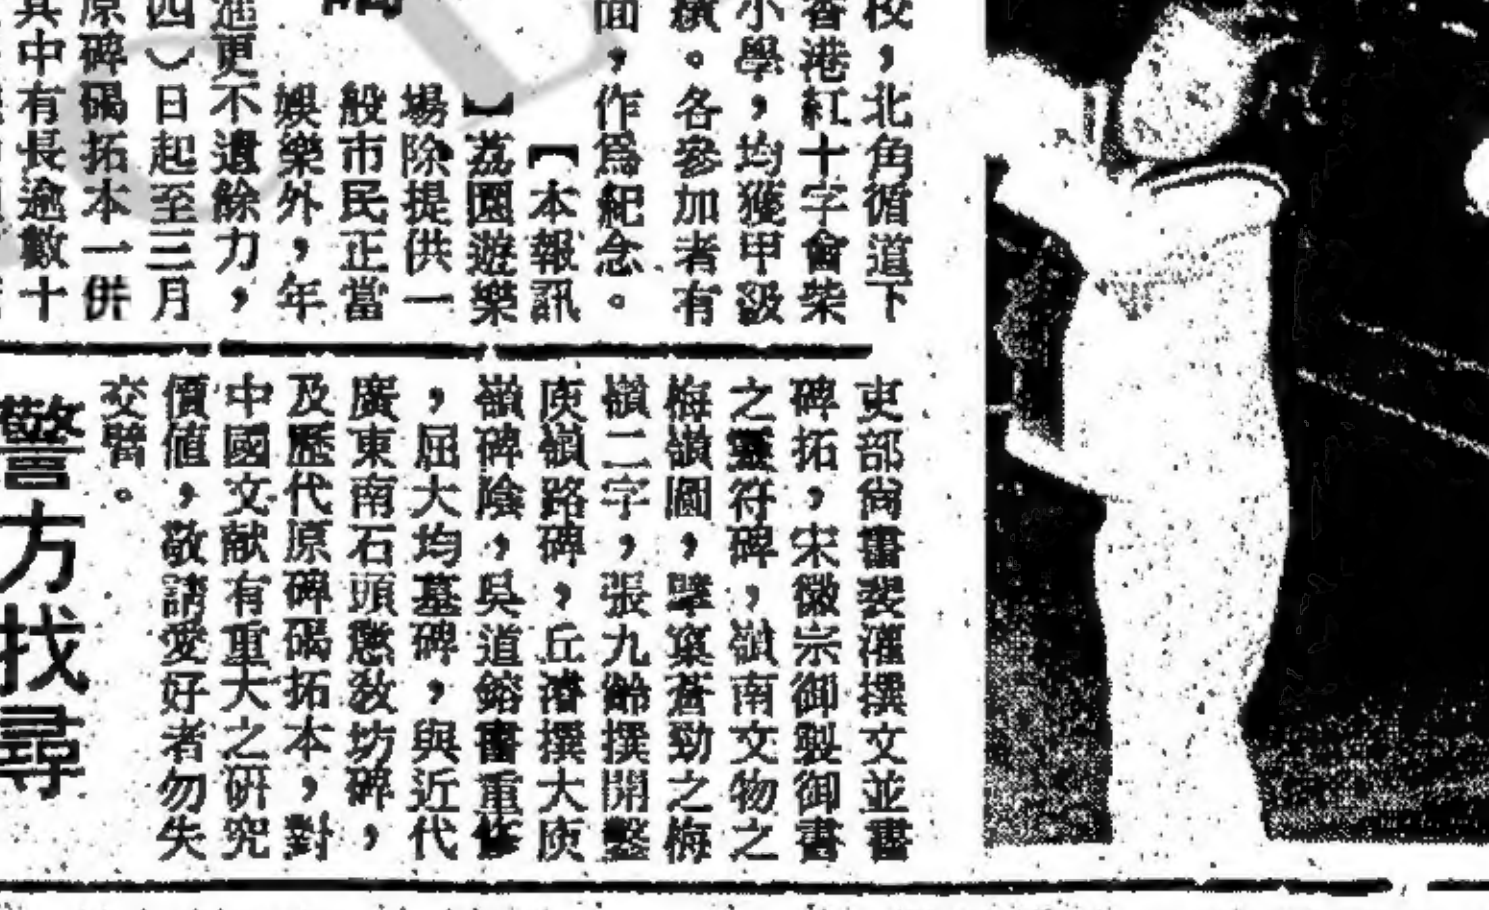 校，北角循道下
香港紅十字會柴
小學，均獲甲級
。各參加者有
面，作為紀念。
【本報訊
】荔園遊樂
場除提供一
般市民正當
娛樂外，年
進更不遺餘力，
四）日起至三月
原碑碣拓本一併
其中有長逾數十
吏部尚書裴漼撰文並書
碑拓，宋徽宗御製御書
之靈符碑，嶺南文物之
梅嶺圖，擘窠蒼勁之梅
嶺二字，張九齡撰開鑿
庾嶺路碑，丘濬撰大庾
嶺碑陰，吳道鎔書重修
，屈大均墓碑，與近代
廣東南石頭懲教坊碑，
及歷代原碑碣拓本，對
中國文獻有重大之研究
價值，敬請愛好者勿失
交臂。
警方找尋